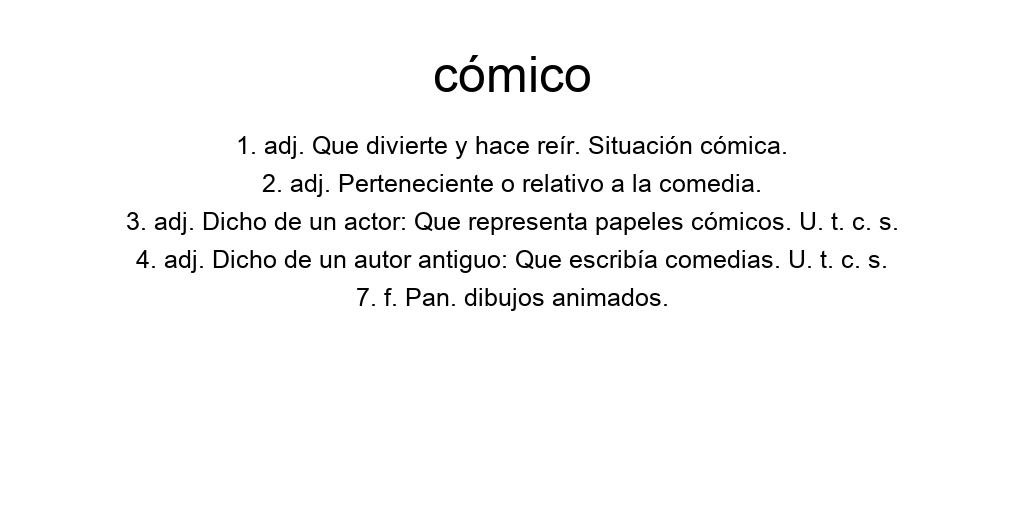 cómico
1. adj. Que divierte y hace reír. Situación cómica.
2. adj. Perteneciente o relativo a la comedia.
3. adj. Dicho de un actor: Que representa papeles cómicos. U. t. c. s.
4. adj. Dicho de un autor antiguo: Que escribía comedias. U. t. c. s.
7. f. Pan. dibujos animados.